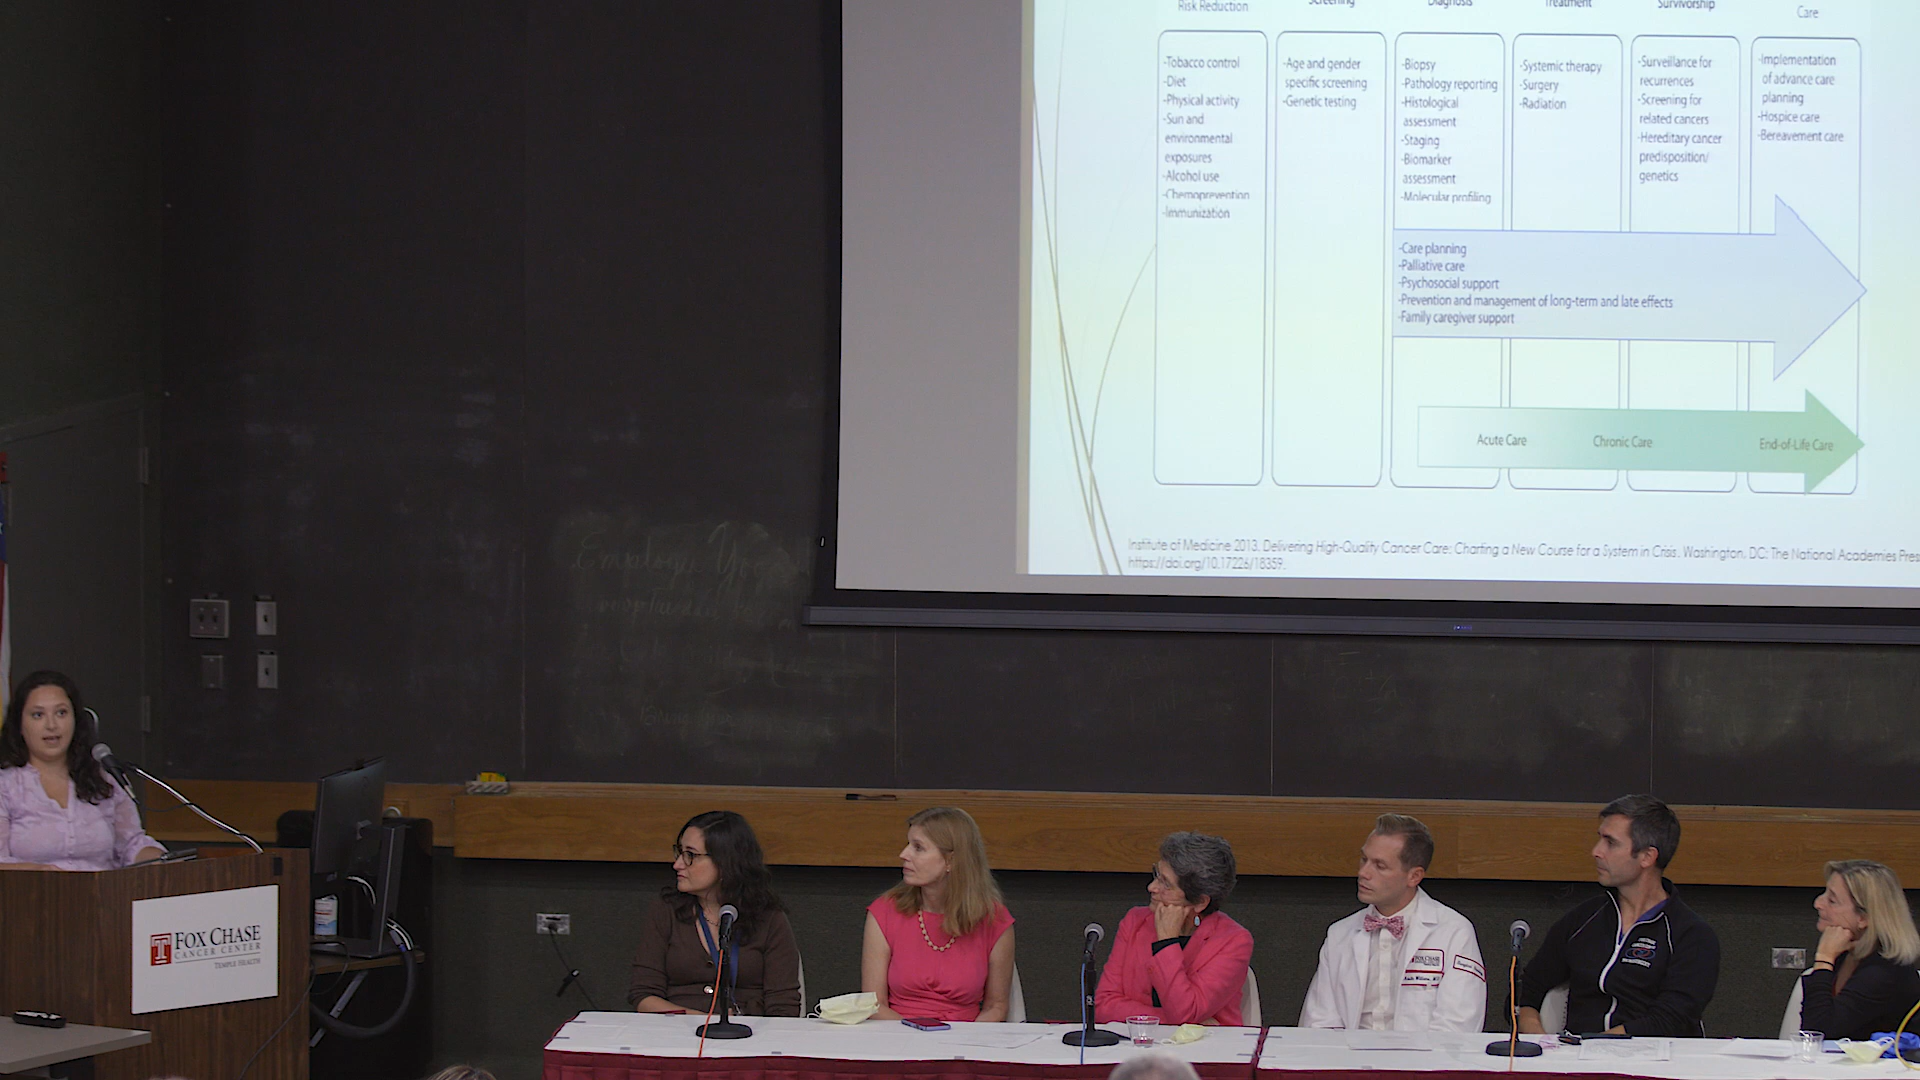 Risk Reduction
Screening
Diagnosis
Treatment
Survivorship
Care
-Tobacco control
-Diet
-Physical activity
-Sun and
environmental
exposures
-Alcohol use
-Chemoprevention
-Immunization
-Age and gender
specific screening
-Genetic testing
-Biopsy
-Pathology reporting
-Histological
assessment
-Staging
-Biomarker
assessment
-Molecular profiling
-Systemic therapy
-Surgery
-Radiation
-Surveillance for
recurrences
-Screening for
related cancers
-Hereditary cancer
predisposition/
genetics
-Implementation
of advance care
planning
-Hospice care
-Bereavement care
-Care planning
-Palliative care
-Psychosocial support
-Prevention and management of long-term and late effects
-Family caregiver support
Acute Care
Chronic Care
End-of-Life Care
Institute of Medicine 2013. Delivering High-Quality Cancer Care: Charting a New Course for a System in Crisis. Washington, DC: The National Academies Pres
https://doi.org/10.17226/18359.
FOX CHASE
CANCER CENTER
TEMPLE HEALTH
FOX CHASE